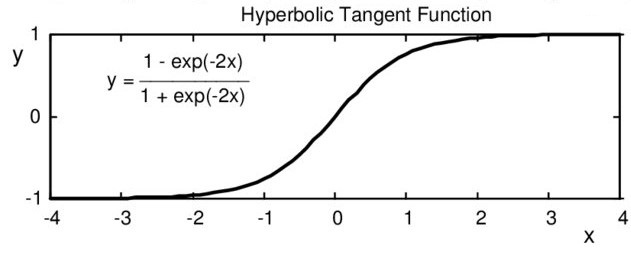 Hyperbolic Tangent Function
y
1
0
-1
y = 1 - exp(-2x)
1 + exp(-2x)
-4 -3 -2 -1 0 1 2 3 4
x